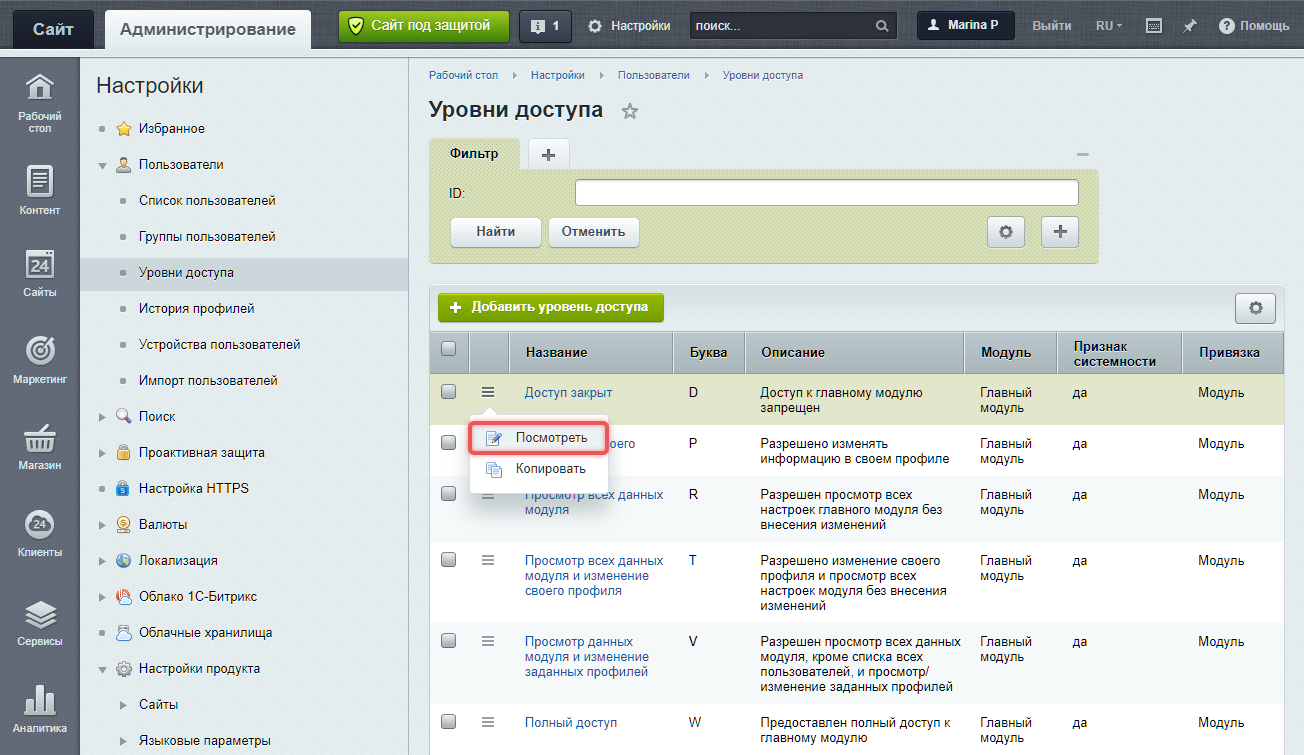 Сайт
Администрирование
Сайт под защитой
1
Настройки
поиск...
Marina P
Выйти
RU
Помощь
Рабочий
стол
Контент
24
Сайты
Маркетинг
Магазин
24
Клиенты
Сервисы
Аналитика
Настройки
Избранное
Пользователи
Список пользователей
Группы пользователей
Уровни доступа
История профилей
Устройства пользователей
Импорт пользователей
Поиск
Проактивная защита
Настройка HTTPS
Валюты
Локализация
Облако 1С-Битрикс
Облачные хранилища
Настройки продукта
Сайты
Языковые параметры
Рабочий стол
Настройки
Пользователи
Уровни доступа
Уровни доступа
Фильтр
ID:
Найти
Отменить
Добавить уровень доступа
Название
Буква
Описание
Модуль
Признак
системности
Привязка
Доступ закрыт
D
Доступ к главному модулю
запрещен
Главный
модуль
да
Модуль
Посмотреть
Копировать
P
Разрешено изменять
информацию в своем профиле
Главный
модуль
да
Модуль
Просмотр всех данных
модуля
R
Разрешен просмотр всех
настроек главного модуля без
внесения изменений
Главный
модуль
да
Модуль
Просмотр всех данных
модуля и изменение
своего профиля
T
Разрешено изменение своего
профиля и просмотр всех
настроек модуля без внесения
изменений
Главный
модуль
да
Модуль
Просмотр данных
модуля и изменение
заданных профилей
V
Разрешен просмотр всех данных
модуля, кроме списка всех
пользователей, и просмотр/
изменение заданных профилей
Главный
модуль
да
Модуль
Полный доступ
W
Предоставлен полный доступ к
главному модулю
Главный
модуль
да
Модуль